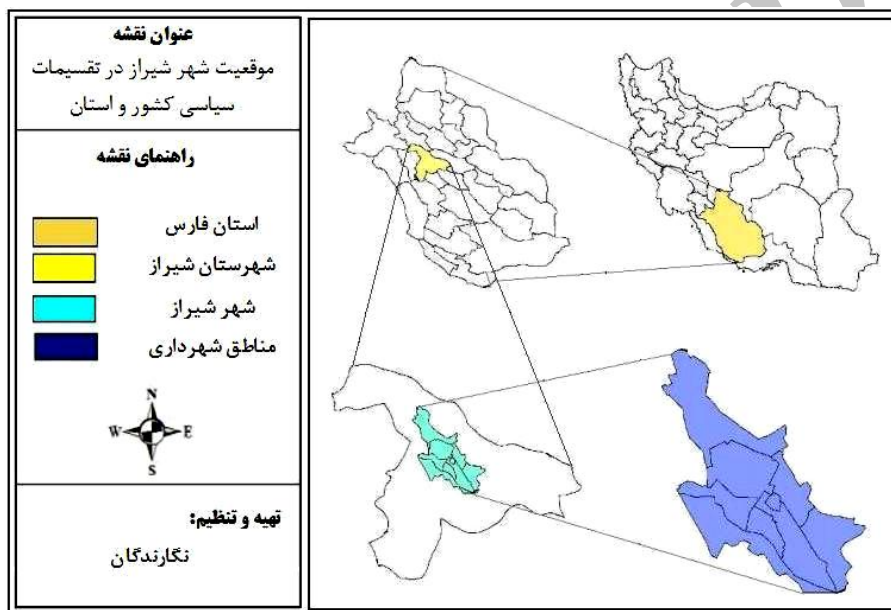 عنوان نقشه
موقعیت شهر شیراز در تقسیمات
سیاسی کشور و استان
راهنمای نقشه
استان فارس
شهرستان شیراز
شهر شیراز
مناطق شهرداری
N
W E
S
تهیه و تنظیم:
نگارندگان